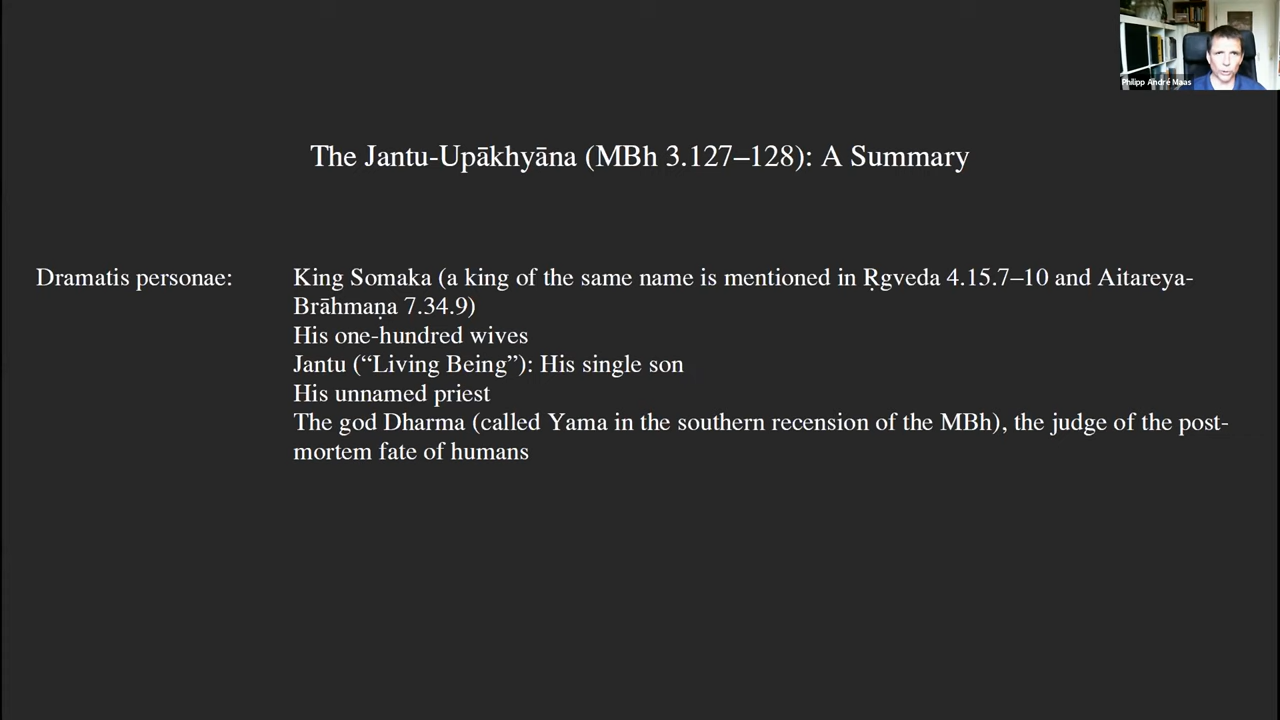 Philipp André Maas
The Jantu-Upākhyāna (MBh 3.127–128): A Summary
Dramatis personae: King Somaka (a king of the same name is mentioned in Ṛgveda 4.15.7–10 and Aitareya-
Brāhmaṇa 7.34.9)
His one-hundred wives
Jantu (“Living Being”): His single son
His unnamed priest
The god Dharma (called Yama in the southern recension of the MBh), the judge of the post-
mortem fate of humans